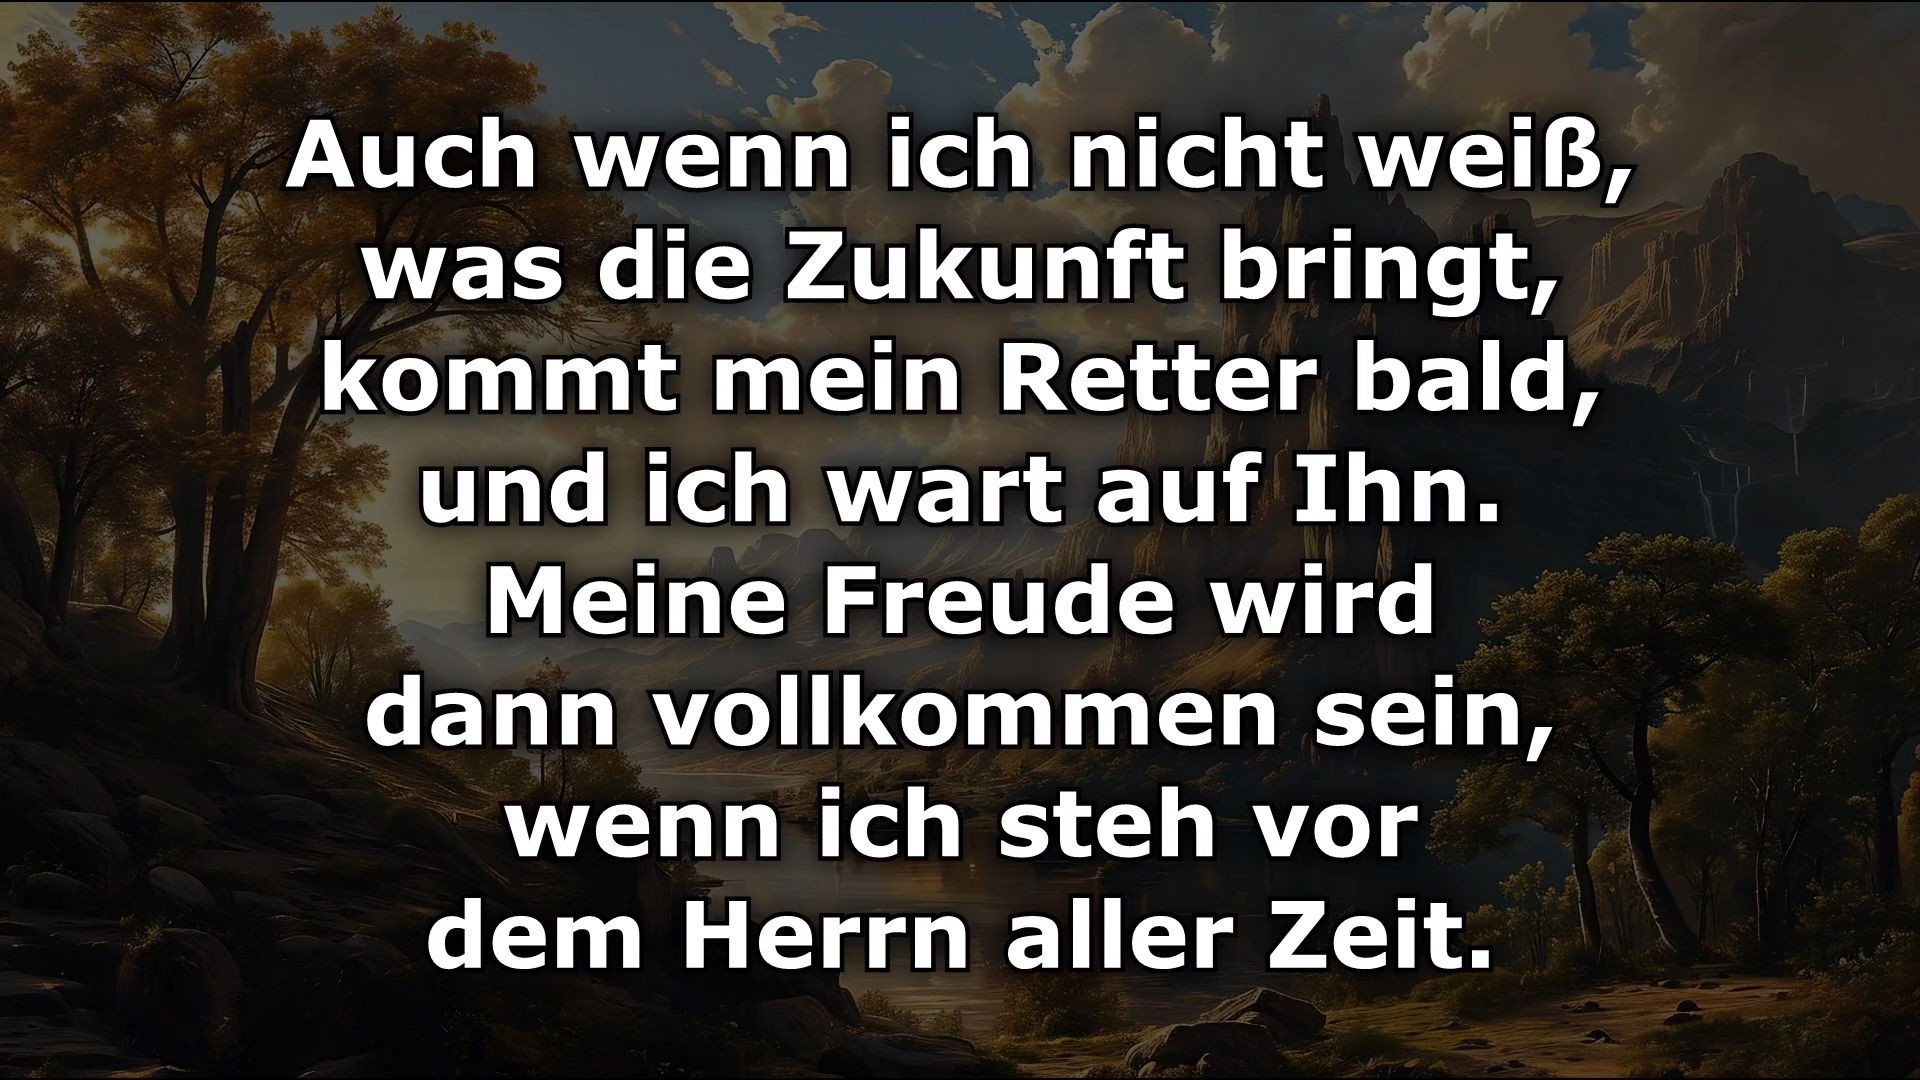 Auch wenn ich nicht weiß,
was die Zukunft bringt,
kommt mein Retter bald,
und ich wart auf Ihn.
Meine Freude wird
dann vollkommen sein,
wenn ich steh vor
dem Herrn aller Zeit.